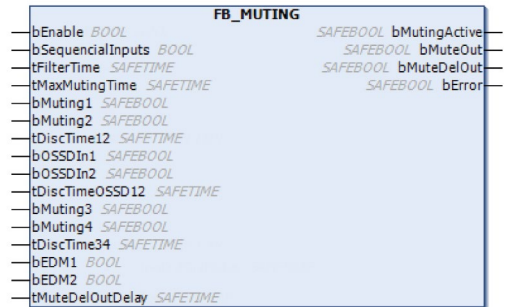 FB_MUTING
bEnable BOOL SAFEBOOL bMutingActive
bSequencialInputs BOOL SAFEBOOL bMuteOut
tFilterTime SAFETIME SAFEBOOL bMuteDelOut
tMaxMutingTime SAFETIME SAFEBOOL bError
bMuting1 SAFEBOOL
bMuting2 SAFEBOOL
tDiscTime12 SAFETIME
bOSSDIn1 SAFEBOOL
bOSSDIn2 SAFEBOOL
tDiscTimeOSSD12 SAFETIME
bMuting3 SAFEBOOL
bMuting4 SAFEBOOL
tDiscTime34 SAFETIME
bEDM1 BOOL
bEDM2 BOOL
tMuteDelOutDelay SAFETIME